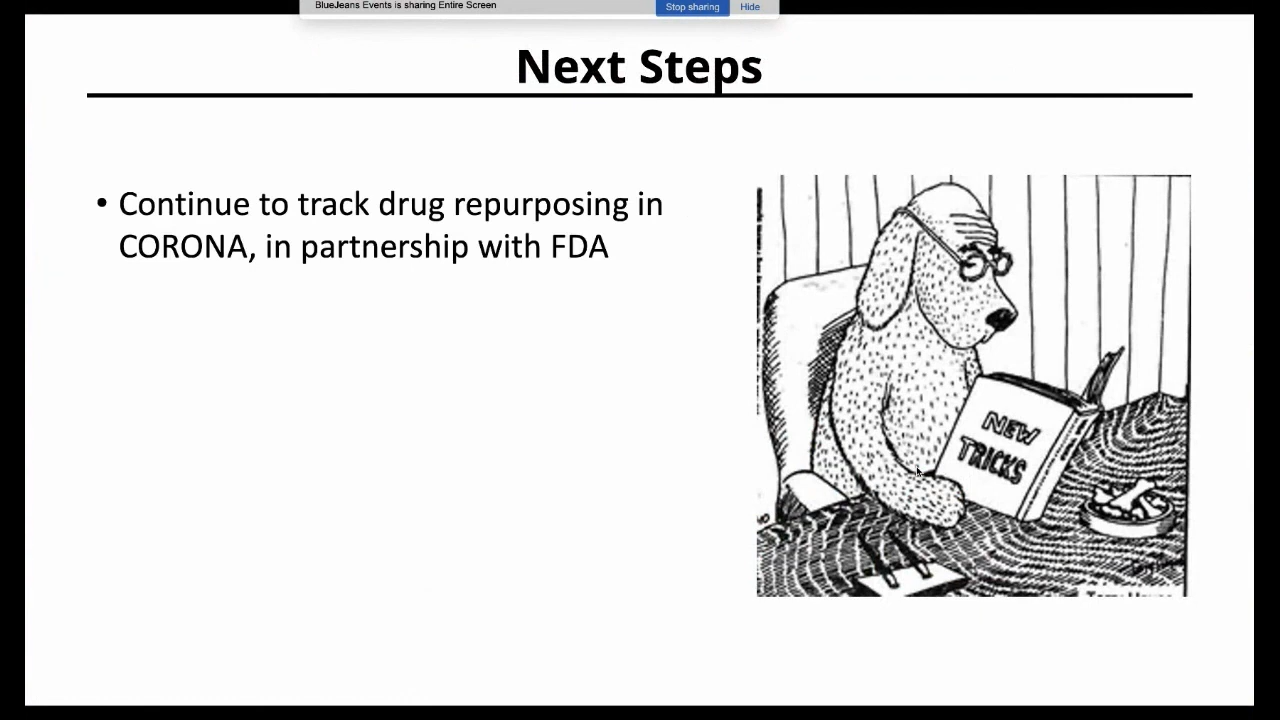 BlueJeans Events is sharing Entire Screen
Stop sharing
Hide
Next Steps
• Continue to track drug repurposing in
CORONA, in partnership with FDA
NEW
TRICKS